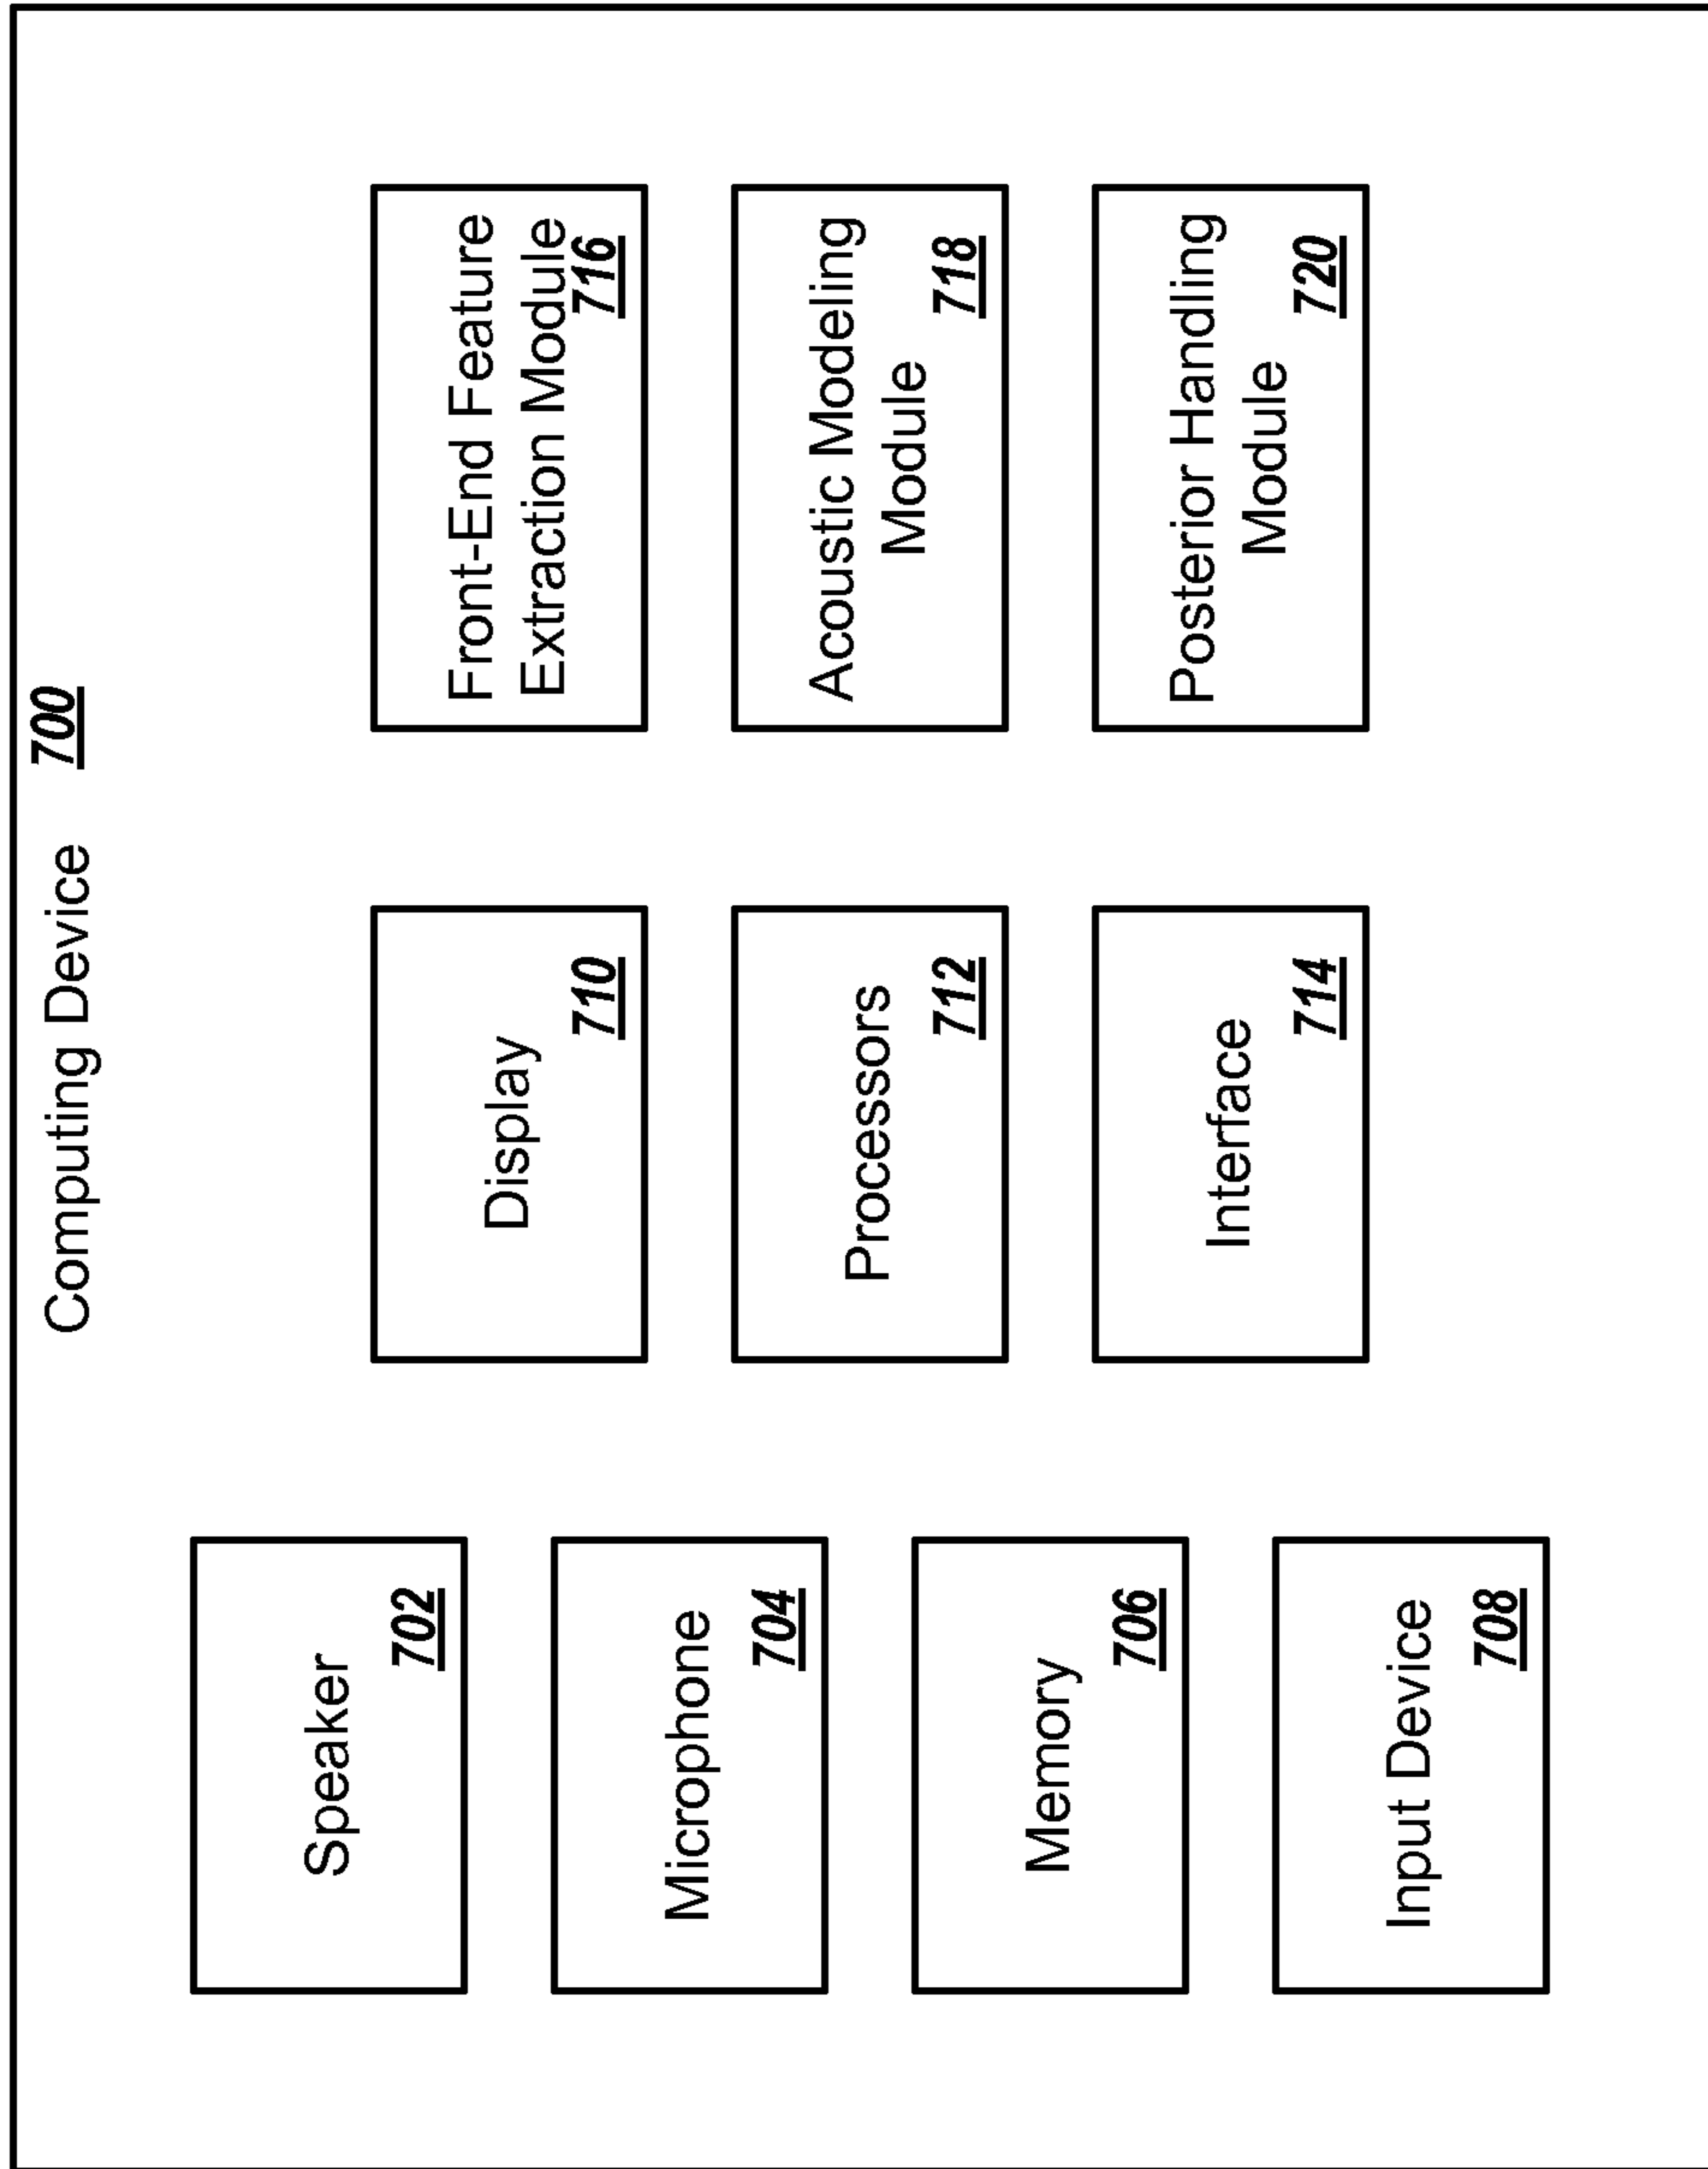 Computing Device 700
Speaker
702
Microphone
704
Memory
706
Input Device
708
Display
710
Processors
712
Interface
714
Front-End Feature
Extraction Module
716
Acoustic Modeling
Module
718
Posterior Handling
Module
720